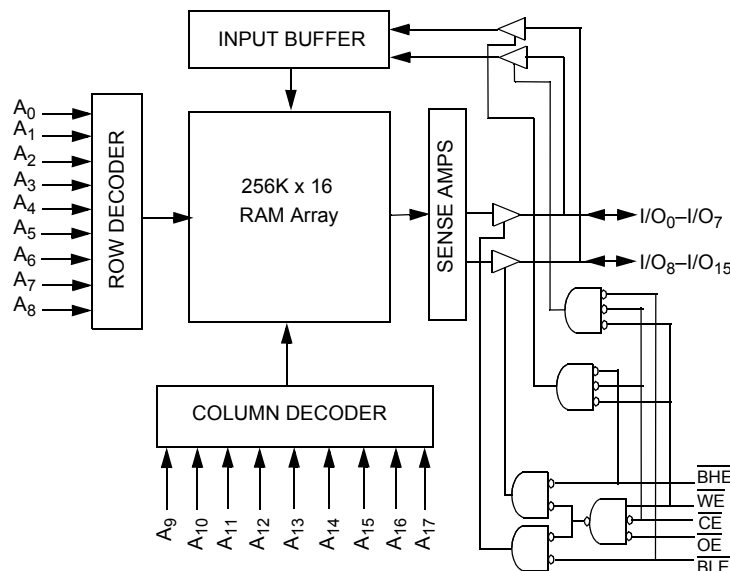 INPUT BUFFER
A0
A1
A2
A3
A4
A5
A6
A7
A8
ROW DECODER
256K x 16
RAM Array
SENSE AMPS
I/O0–I/O7
I/O8–I/O15
COLUMN DECODER
A9
A10
A11
A12
A13
A14
A15
A16
A17
BHE
WE
CE
OE
BLE